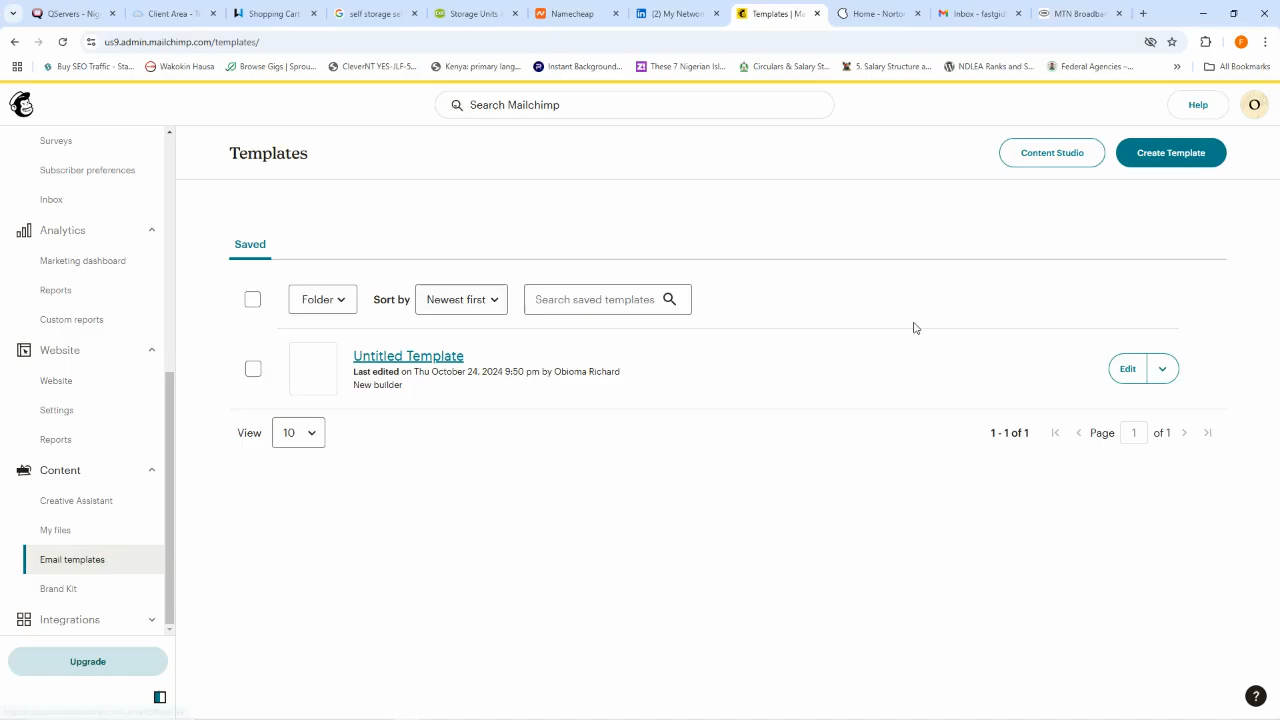 QServers - Nig
Client Area - T
Shopping Cart
self storage se
Storage Units
Namecheap
(2) My Network
Templates | Ma
Home - Nortor
Inbox - fastgid
MTN Broadba
us9.admin.mailchimp.com/templates/
Buy SEO Traffic - Sta...
Wakokin Hausa
Browse Gigs | Sprou...
CleverNT YES-JLF-5...
Kenya: primary lang...
Instant Background...
These 7 Nigerian Isl...
Circulars & Salary St...
5. Salary Structure a...
NDLEA Ranks and S...
Federal Agencies –...
All Bookmarks
Search Mailchimp
Help
O
Surveys
Subscriber preferences
Inbox
Analytics
Marketing dashboard
Reports
Custom reports
Website
Website
Settings
Reports
Content
Creative Assistant
My files
Email templates
Brand Kit
Integrations
Upgrade
Templates
Content Studio
Create Template
Saved
Folder
Sort by
Newest first
Search saved templates
Untitled Template
Last edited on Thu October 24, 2024 9:50 pm by Obioma Richard
New builder
Edit
View
10
1 - 1 of 1
Page
1
of 1
?